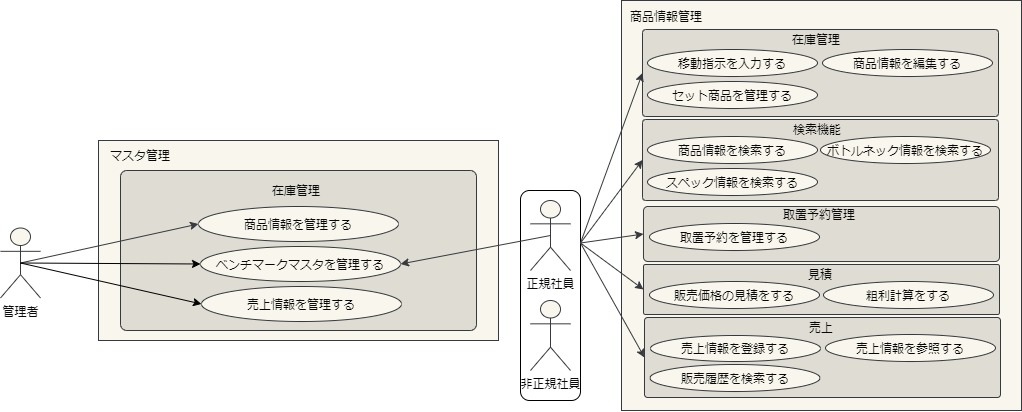 管理者
マスタ管理
在庫管理
商品情報を管理する
ベンチマークマスタを管理する
売上情報を管理する
正規社員
非正規社員
商品情報管理
在庫管理
移動指示を入力する
商品情報を編集する
セット商品を管理する
検索機能
商品情報を検索する
ボトルネック情報を検索する
スペック情報を検索する
取置予約管理
取置予約を管理する
見積
販売価格の見積をする
粗利計算をする
売上
売上情報を登録する
売上情報を参照する
販売履歴を検索する